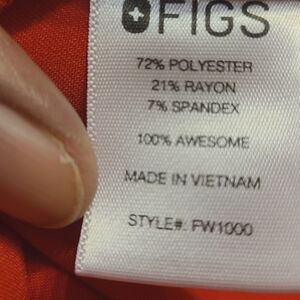 FIGS
72% POLYESTER
21% RAYON
7% SPANDEX
100% AWESOME
MADE IN VIETNAM
STYLE#: FW1000